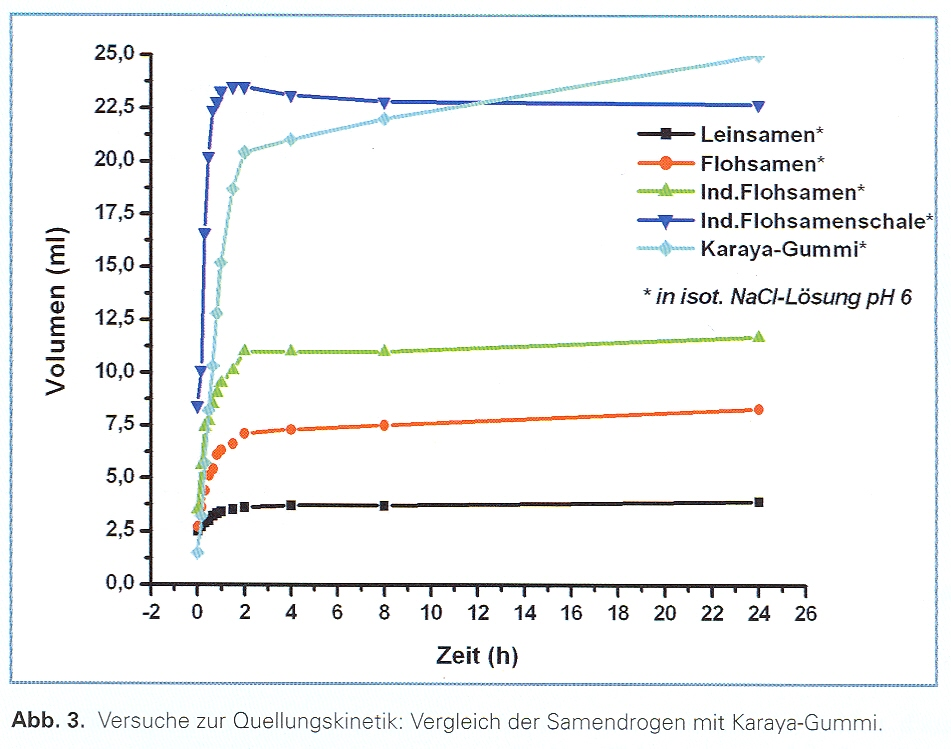 25,0
22,5
20,0
17,5
15,0
12,5
10,0
7,5
5,0
2,5
0,0
Volumen (ml)
-2 0 2 4 6 8 10 12 14 16 18 20 22 24 26
Zeit (h)
Leinsamen*
Flohsamen*
Ind.Flohsamen*
Ind.Flohsamenschale*
Karaya-Gummi*
* in isot. NaCl-Lösung pH 6
Abb. 3. Versuche zur Quellungskinetik: Vergleich der Samendrogen mit Karaya-Gummi.